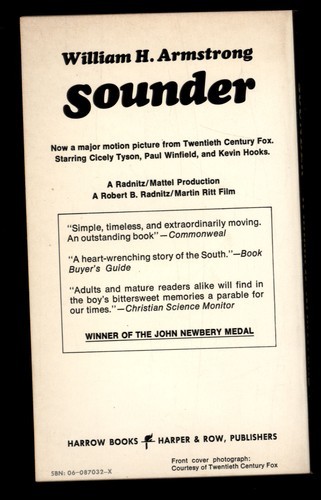 William H. Armstrong
Sounder
Now a major motion picture from Twentieth Century Fox.
Starring Cicely Tyson, Paul Winfield, and Kevin Hooks.
A Radnitz/Mattel Production
A Robert B. Radnitz/Martin Ritt Film
"Simple, timeless, and extraordinarily moving.
An outstanding book"—Commonweal
"A heart-wrenching story of the South."—Book
Buyer's Guide
"Adults and mature readers alike will find in
the boy's bittersweet memories a parable for
our times."—Christian Science Monitor
WINNER OF THE JOHN NEWBERY MEDAL
HARROW BOOKS HARPER & ROW, PUBLISHERS
SBN: 06-087032-X
Front cover photograph:
Courtesy of Twentieth Century Fox